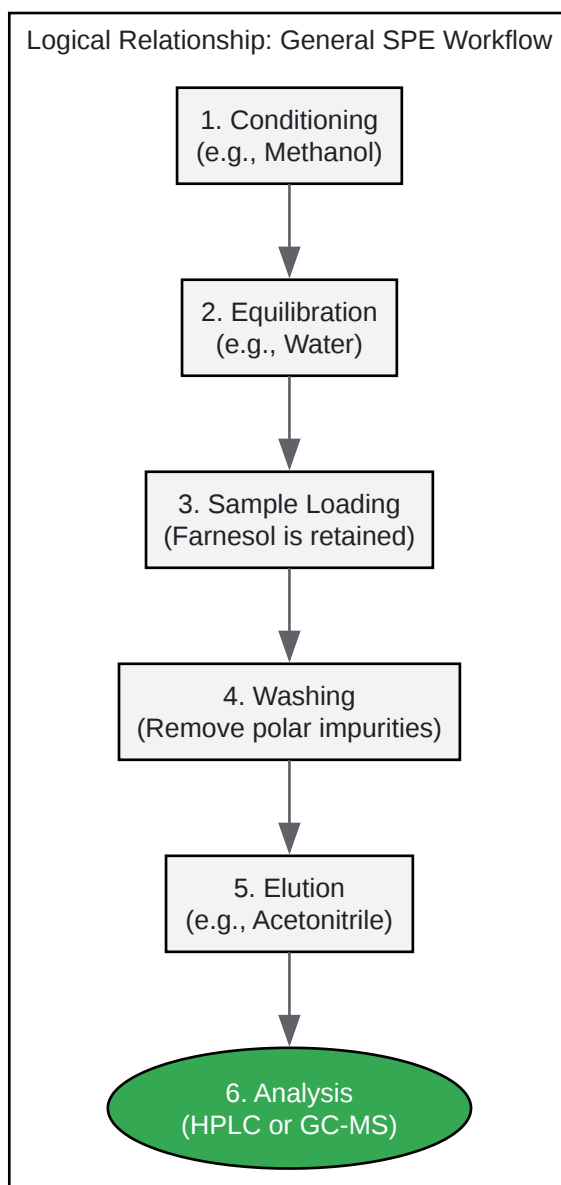 Logical Relationship: General SPE Workflow
1. Conditioning
(e.g., Methanol)
2. Equilibration
(e.g., Water)
3. Sample Loading
(Farnesol is retained)
4. Washing
(Remove polar impurities)
5. Elution
(e.g., Acetonitrile)
6. Analysis
(HPLC or GC-MS)